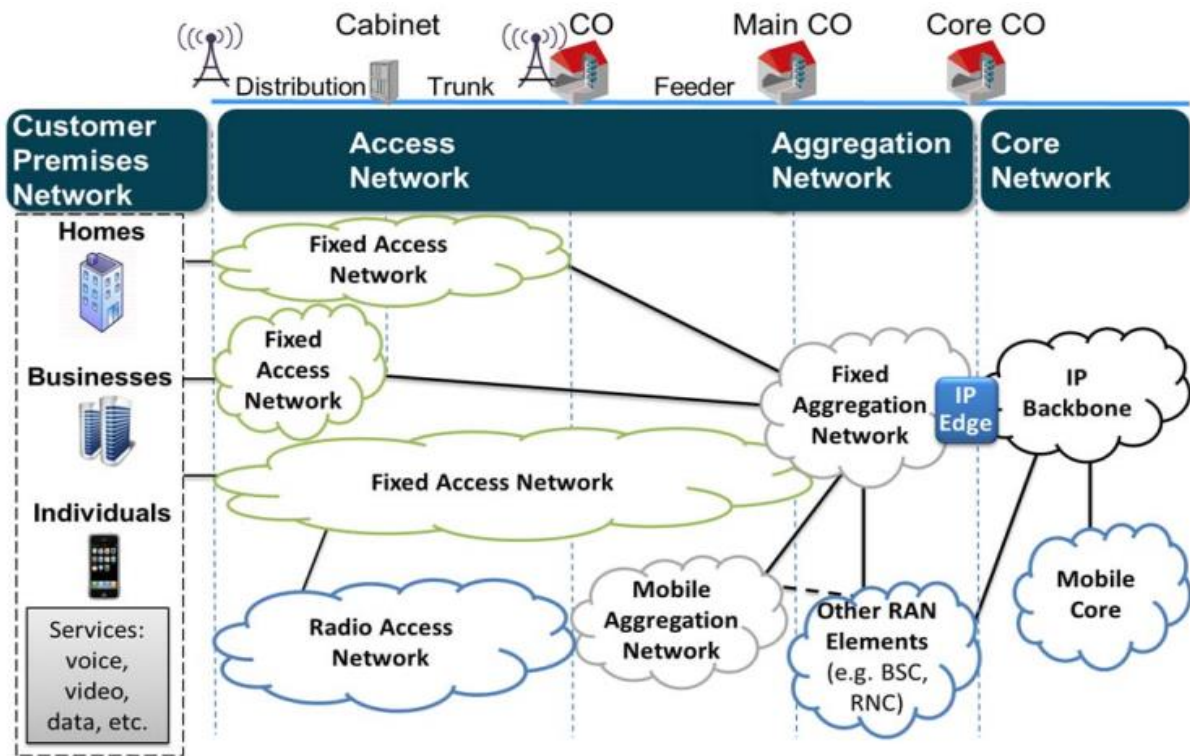 Cabinet
CO
Main CO
Core CO
Distribution
Trunk
Feeder
Customer
Premises
Network
Access
Network
Aggregation
Network
Core
Network
Homes
Businesses
Individuals
Services:
voice,
video,
data, etc.
Fixed Access
Network
Fixed
Access
Network
Fixed Access Network
Radio Access
Network
Mobile
Aggregation
Network
Fixed
Aggregation
Network
IP
Edge
Other RAN
Elements
(e.g. BSC,
RNC)
IP
Backbone
Mobile
Core